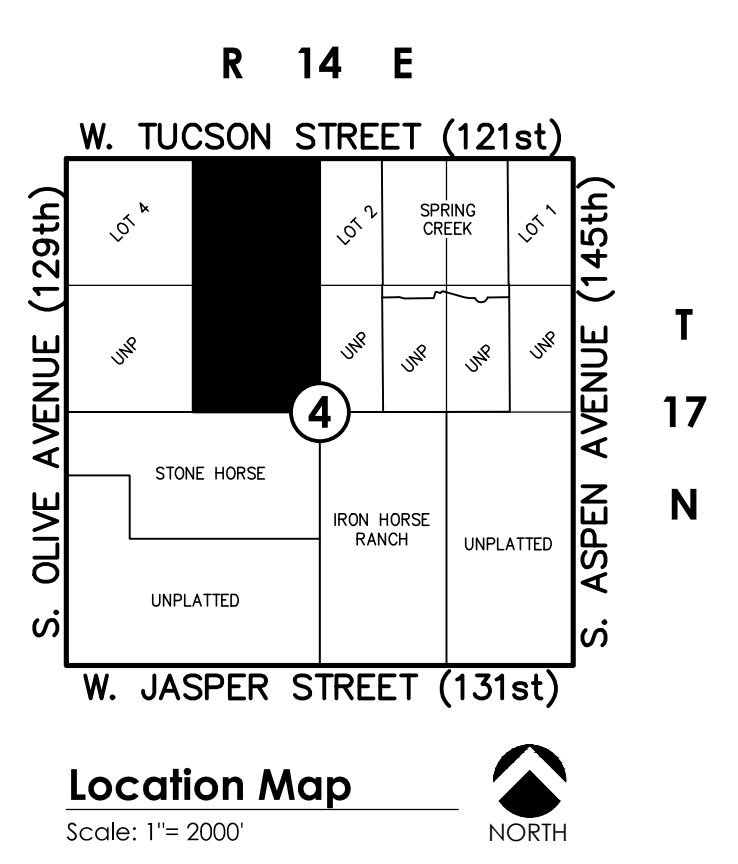 R 14 E
W. TUCSON STREET (121st)
S. OLIVE AVENUE (129th)
LOT 4
LOT 2
SPRING
CREEK
LOT 1
UNP
UNP
UNP
UNP
UNP
4
STONE HORSE
IRON HORSE
RANCH
UNPLATTED
UNPLATTED
S. ASPEN AVENUE (145th)
T
17
N
W. JASPER STREET (131st)
Location Map
Scale: 1"= 2000'
NORTH